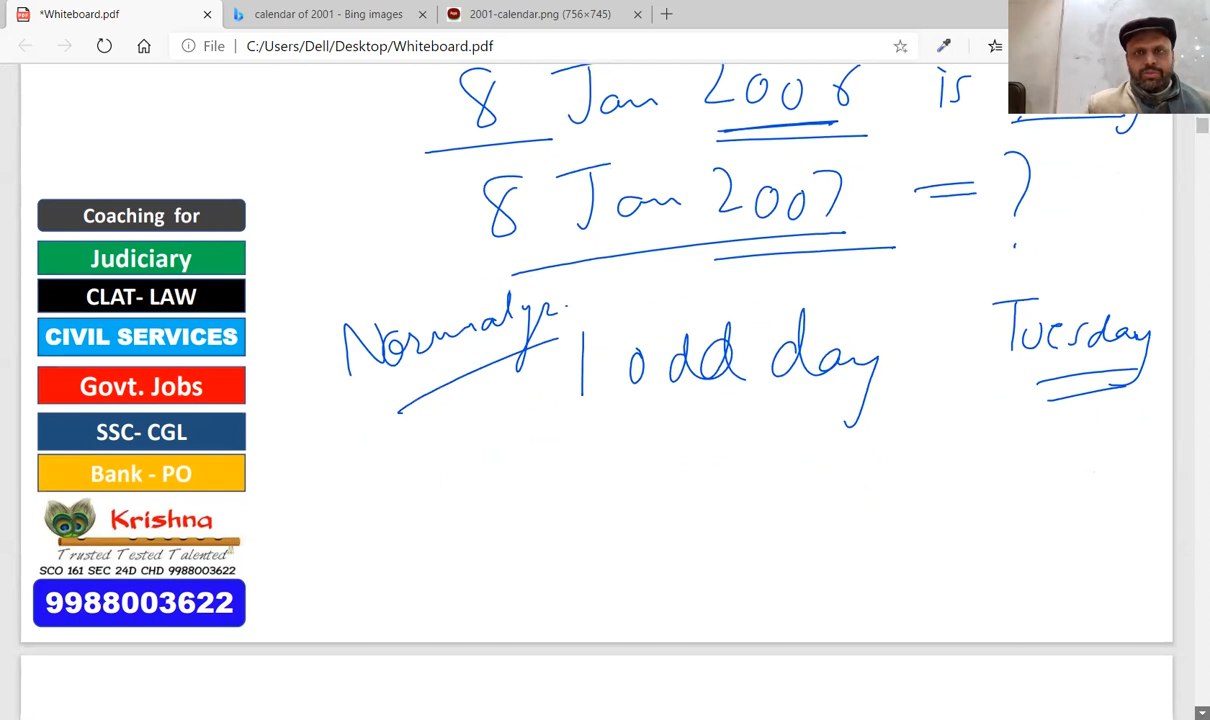 *Whiteboard.pdf
calendar of 2001 - Bing images
2001-calendar.png (756×745)
File
C:/Users/Dell/Desktop/Whiteboard.pdf
8 Jan 2006 is
8 Jan 2007 = ?
Normal yr. 1 odd day
Tuesday
Coaching for
Judiciary
CLAT- LAW
CIVIL SERVICES
Govt. Jobs
SSC- CGL
Bank - PO
Krishna
Trusted Tested Talented
SCO 161 SEC 24D CHD 9988003622
9988003622